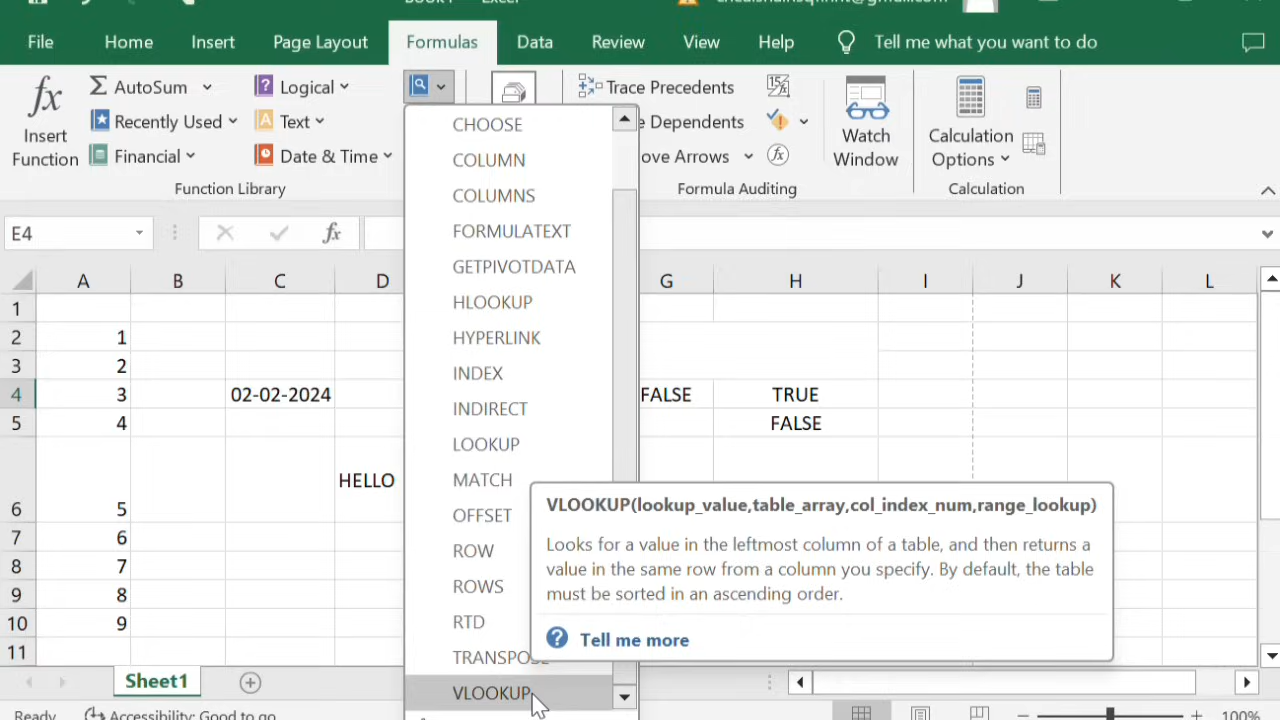 File Home Insert Page Layout Formulas Data Review View Help Tell me what you want to do
fx Insert Function
AutoSum
Recently Used
Financial
Logical
Text
Date & Time
Function Library
Trace Precedents
e Dependents
ove Arrows
Formula Auditing
Watch Window
Calculation Options
Calculation
E4 fx
A B C D G H I J K L
1
2 1
3 2
4 3 02-02-2024 FALSE TRUE
5 4 FALSE
6 5 HELLO
7 6
8 7
9 8
10 9
11
CHOOSE
COLUMN
COLUMNS
FORMULATEXT
GETPIVOTDATA
HLOOKUP
HYPERLINK
INDEX
INDIRECT
LOOKUP
MATCH
OFFSET
ROW
ROWS
RTD
TRANSPOSE
VLOOKUP
VLOOKUP(lookup_value,table_array,col_index_num,range_lookup)
Looks for a value in the leftmost column of a table, and then returns a
value in the same row from a column you specify. By default, the table
must be sorted in an ascending order.
Tell me more
Sheet1
Ready Accessibility: Good to go 100%